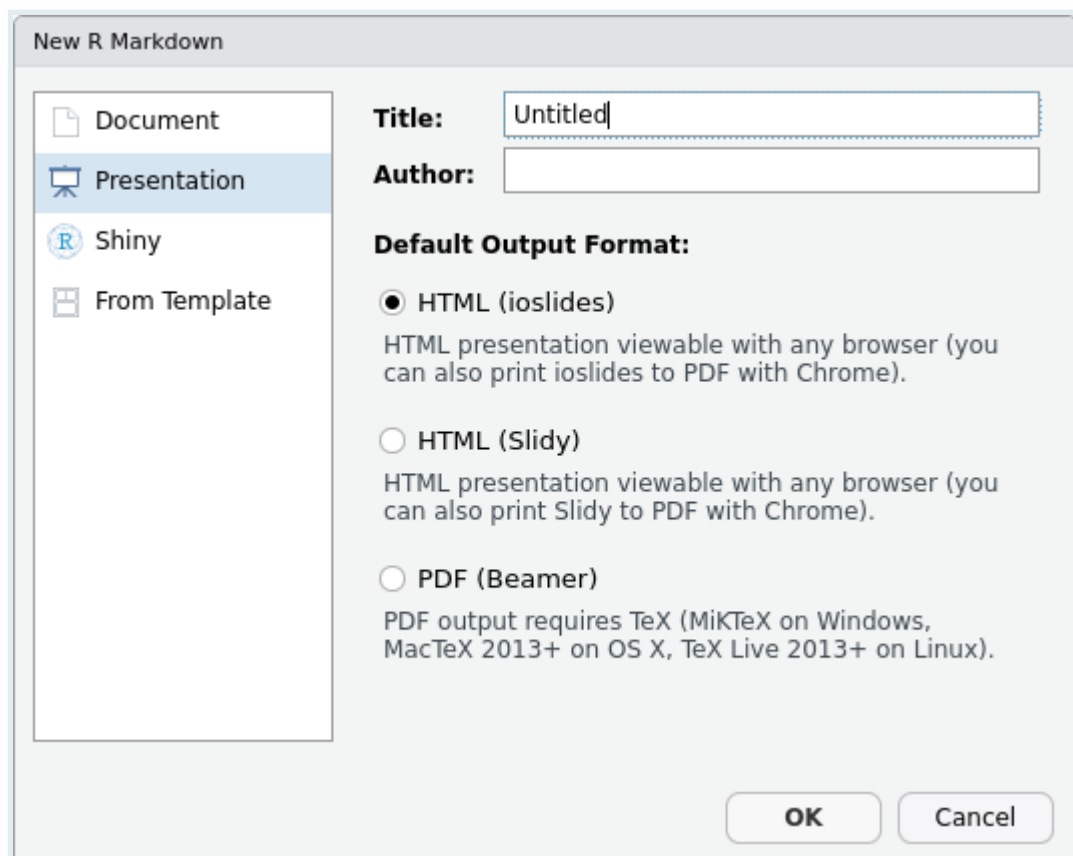 New R Markdown
Document
Presentation
Shiny
From Template
Title:
Untitled
Author:
Default Output Format:
HTML (ioslides)
HTML presentation viewable with any browser (you
can also print ioslides to PDF with Chrome).
HTML (Slidy)
HTML presentation viewable with any browser (you
can also print Slidy to PDF with Chrome).
PDF (Beamer)
PDF output requires TeX (MiKTeX on Windows,
MacTeX 2013+ on OS X, TeX Live 2013+ on Linux).
OK
Cancel